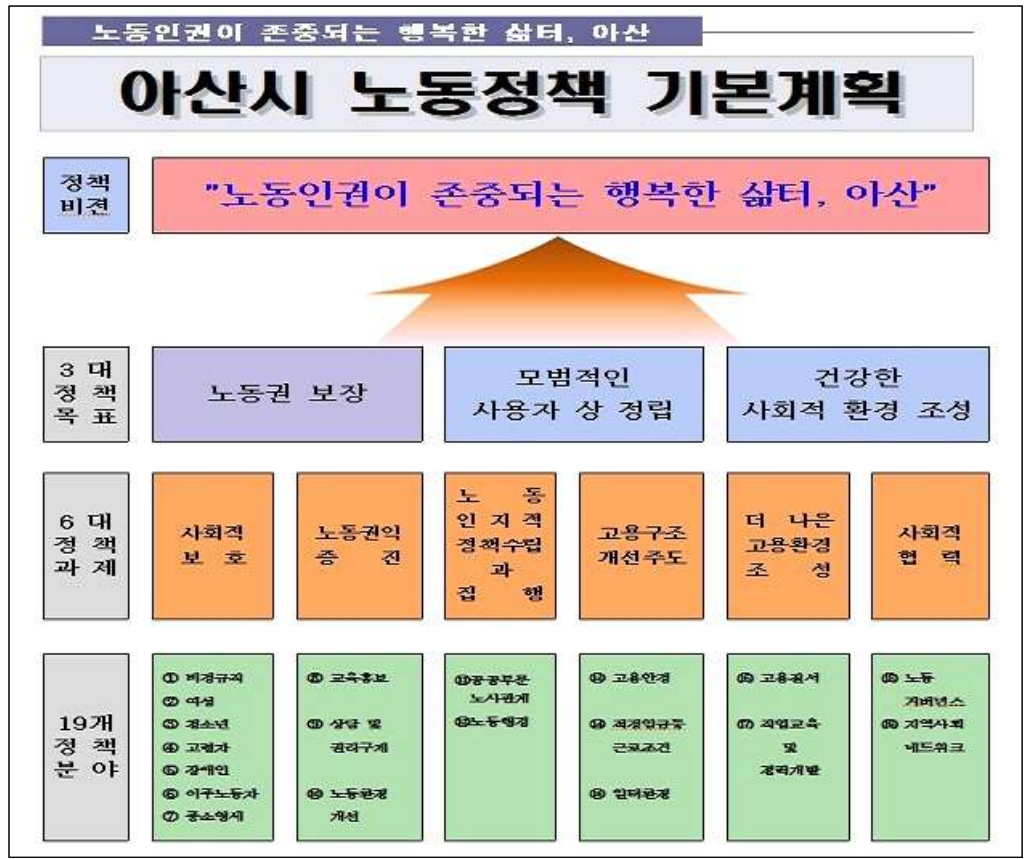 노동인권이 존중되는 행복한 삶터, 아산
아산시 노동정책 기본계획
정책
비젼
"노동인권이 존중되는 행복한 삶터, 아산"
3 대
정 책
목 표
노동권 보장
모범적인
사용자 상 정립
건강한
사회적 환경 조성
6 대
정 책
과 제
사회적
보 호
노동권익
증 진
노 동
인 지 적
정책수립
과
집 행
고용구조
개선주도
더 나은
고용환경
조 성
사회적
협 력
19개
정 책
분 야
① 비정규직
② 여성
③ 청소년
④ 고령자
⑤ 장애인
⑥ 이주노동자
⑦ 중소영세
⑧ 교육홍보
⑨ 상담 및
권리구제
⑩ 노동환경
개선
⑪공공부문
노사관계
⑫노동행정
⑬ 고용안정
⑭ 적정임금및
근로조건
⑮ 일터환경
고용질서
⑰ 직업교육
및
경력개발
노동
거버넌스
지역사회
네트워크